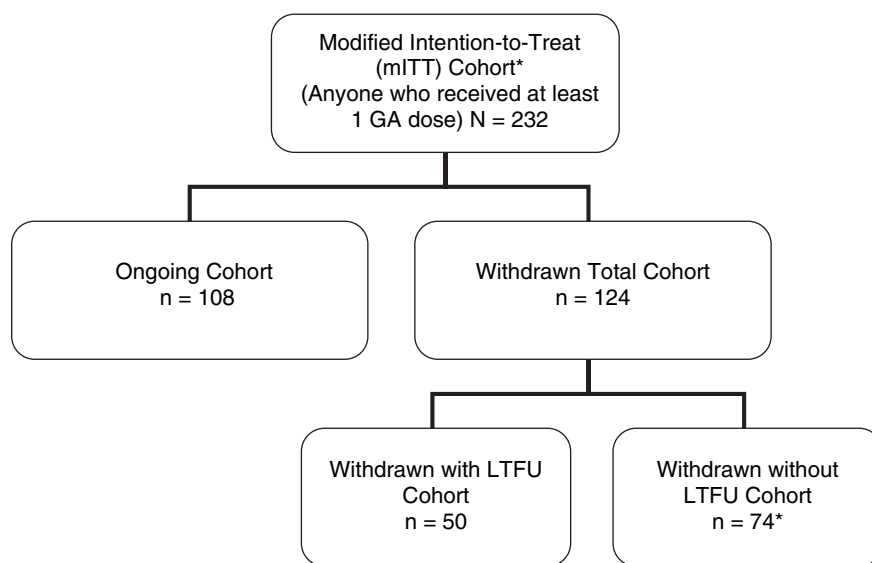 Modified Intention-to-Treat
(mITT) Cohort*
(Anyone who received at least
1 GA dose) N = 232
Ongoing Cohort
n = 108
Withdrawn Total Cohort
n = 124
Withdrawn with LTFU
Cohort
n = 50
Withdrawn without
LTFU Cohort
n = 74*